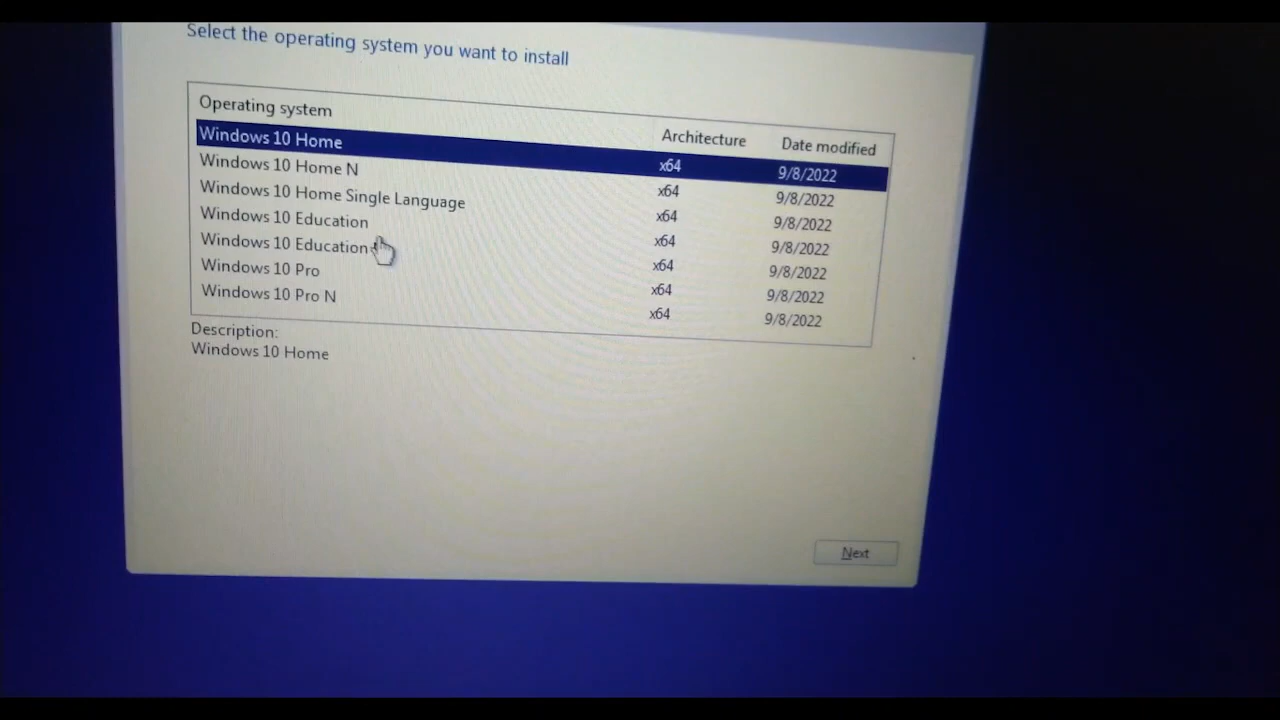 Select the operating system you want to install
Operating system Architecture Date modified
Windows 10 Home x64 9/8/2022
Windows 10 Home N x64 9/8/2022
Windows 10 Home Single Language x64 9/8/2022
Windows 10 Education x64 9/8/2022
Windows 10 Education x64 9/8/2022
Windows 10 Pro x64 9/8/2022
Windows 10 Pro N x64 9/8/2022
Description:
Windows 10 Home
Next